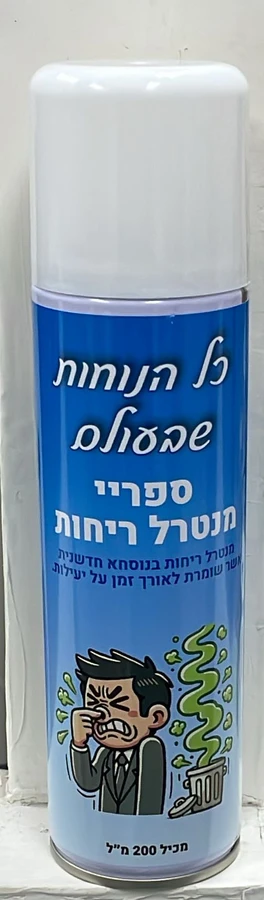 כל הנוחות
שבעולם
ספריי
מנטרל ריחות
מנטרל ריחות בנוסחא חדשנית
אשר שומרת לאורך זמן על יעילות.
מכיל 200 מ"ל